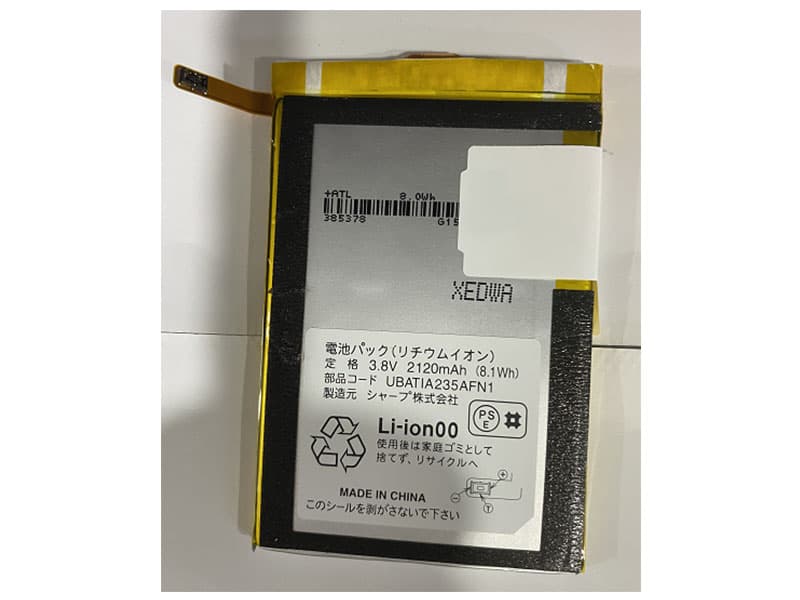 +ATL 8.0Wh
385378 G15
XEDWA
電池パック(リチウムイオン)
定 格 3.8V 2120mAh (8.1Wh)
部品コード UBATIA235AFN1
製造元 シャープ株式会社
PS
E
Li-ion00
使用後は家庭ゴミとして
捨てず、リサイクルへ
+
−
T
MADE IN CHINA
このシールを剥がさないで下さい